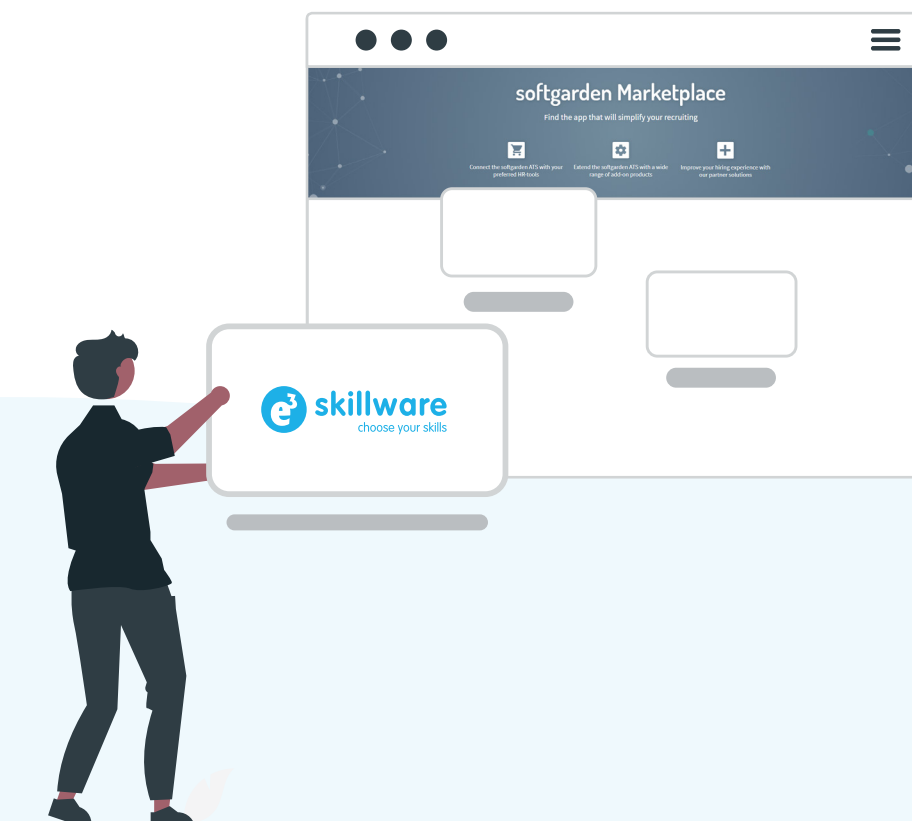 softgarden Marketplace
Find the app that will simplify your recruiting
Connect the softgarden ATS with your
preferred HR-tools
Extend the softgarden ATS with a wide
range of add-on products
Improve your hiring experience with
our partner solutions
e³ skillware
choose your skills